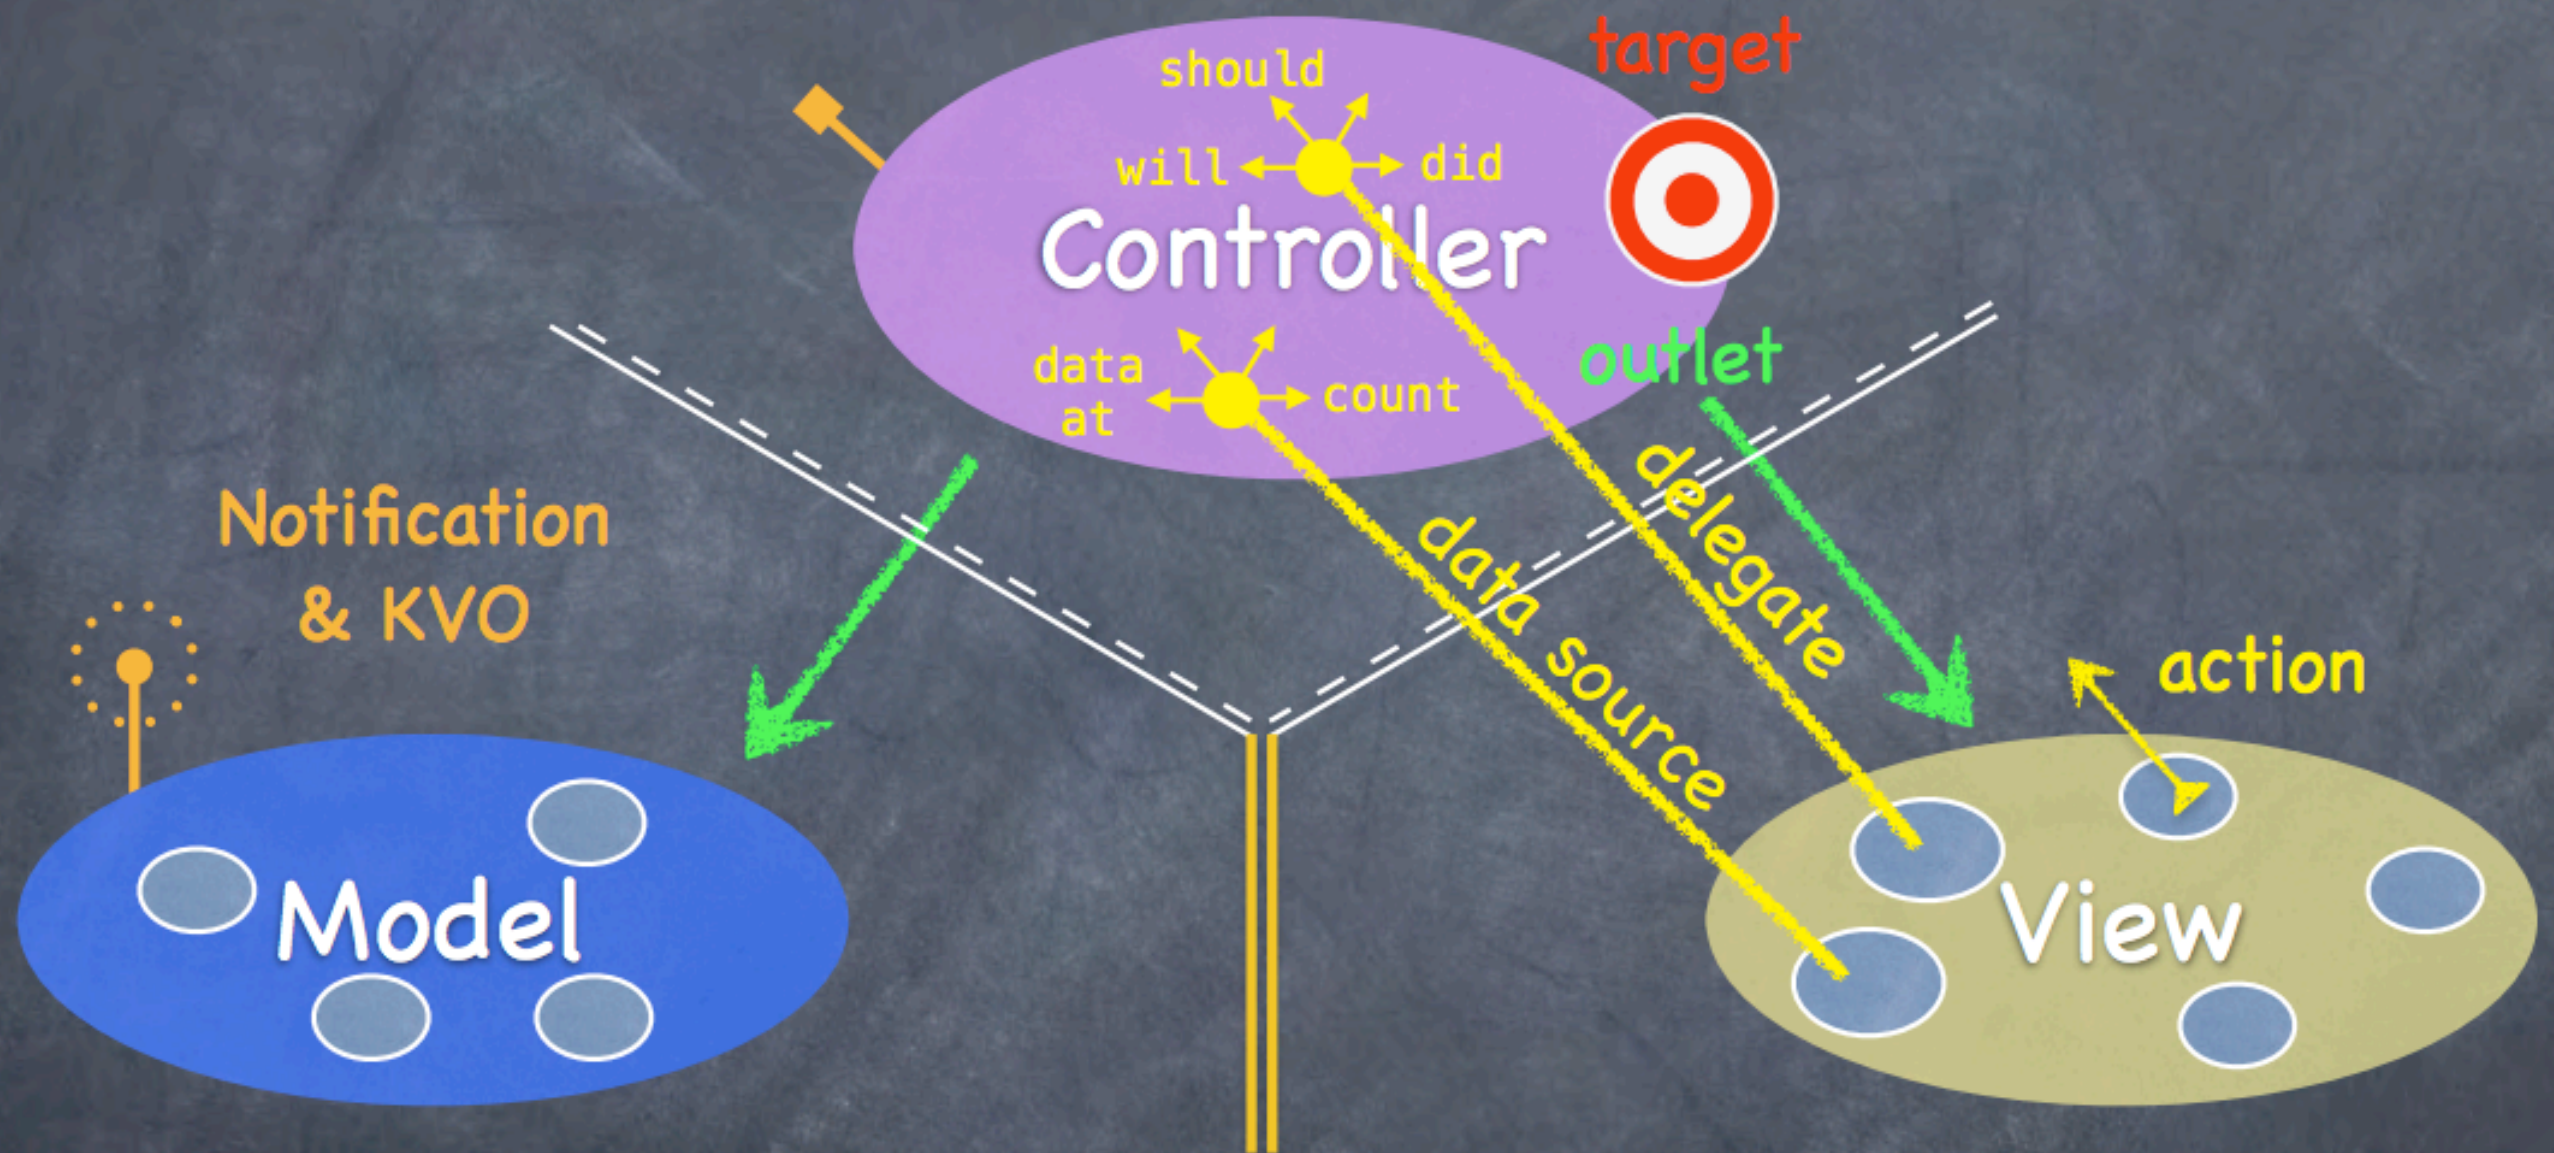 target
should
will
did
Controller
data
at
count
outlet
delegate
data source
Notification
& KVO
action
Model
View